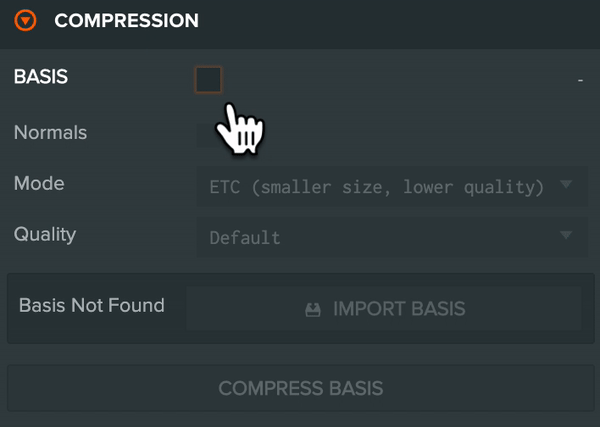 COMPRESSION
BASIS -
Normals
Mode ETC (smaller size, lower quality)
Quality Default
Basis Not Found IMPORT BASIS
COMPRESS BASIS